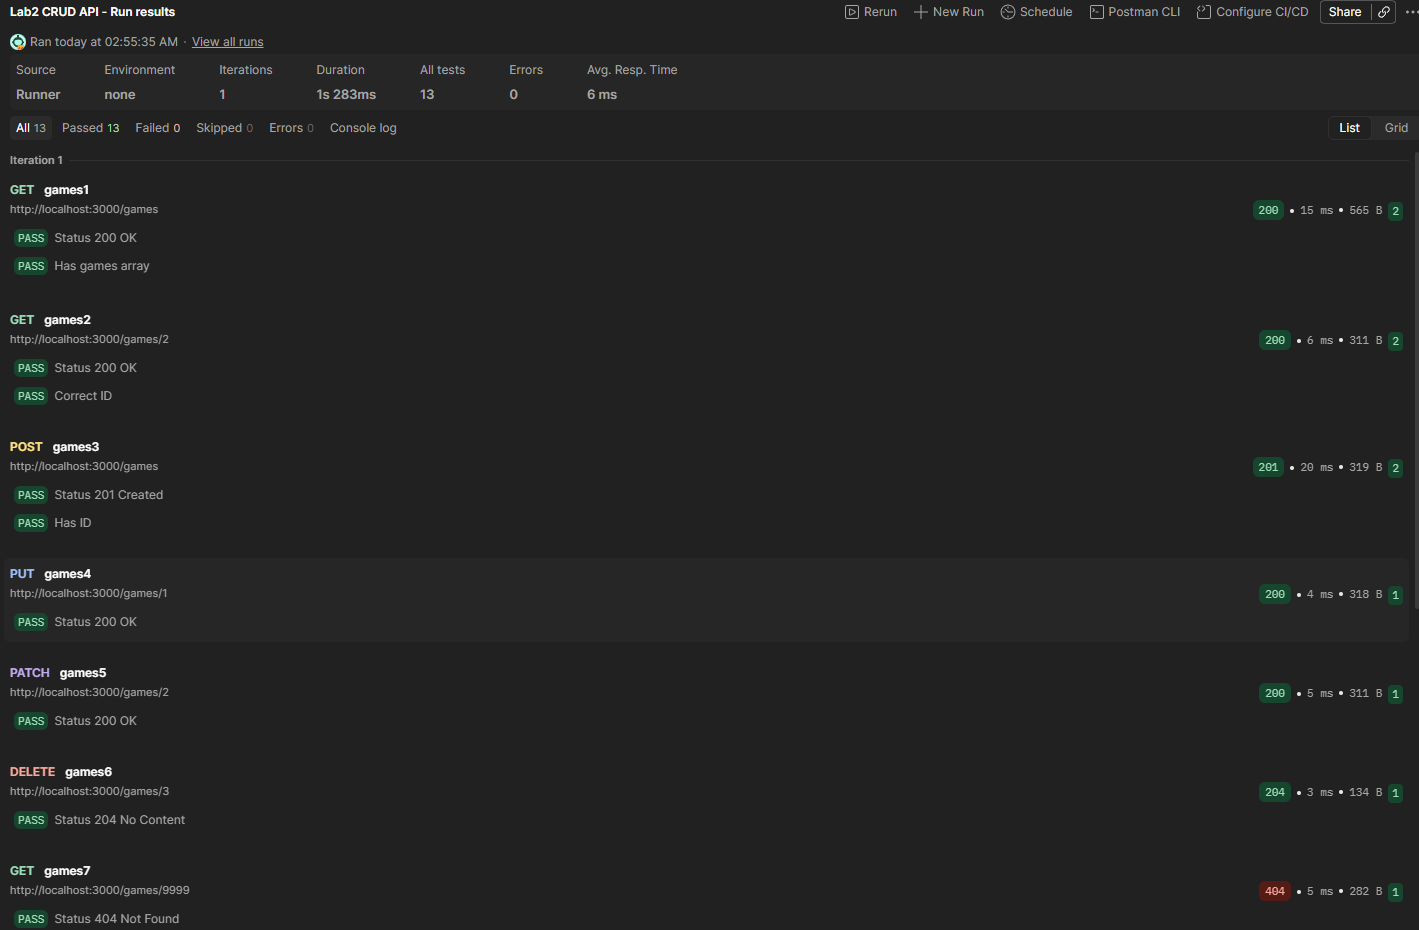 Lab2 CRUD API - Run results
Rerun New Run Schedule Postman CLI Configure CI/CD Share
Ran today at 02:55:35 AM · View all runs
Source Environment Iterations Duration All tests Errors Avg. Resp. Time
Runner none 1 1s 283ms 13 0 6 ms
All 13 Passed 13 Failed 0 Skipped 0 Errors 0 Console log List Grid
Iteration 1
GET games1
http://localhost:3000/games
200 • 15 ms • 565 B 2
PASS Status 200 OK
PASS Has games array
GET games2
http://localhost:3000/games/2
200 • 6 ms • 311 B 2
PASS Status 200 OK
PASS Correct ID
POST games3
http://localhost:3000/games
201 • 20 ms • 319 B 2
PASS Status 201 Created
PASS Has ID
PUT games4
http://localhost:3000/games/1
200 • 4 ms • 318 B 1
PASS Status 200 OK
PATCH games5
http://localhost:3000/games/2
200 • 5 ms • 311 B 1
PASS Status 200 OK
DELETE games6
http://localhost:3000/games/3
204 • 3 ms • 134 B 1
PASS Status 204 No Content
GET games7
http://localhost:3000/games/9999
404 • 5 ms • 282 B 1
PASS Status 404 Not Found